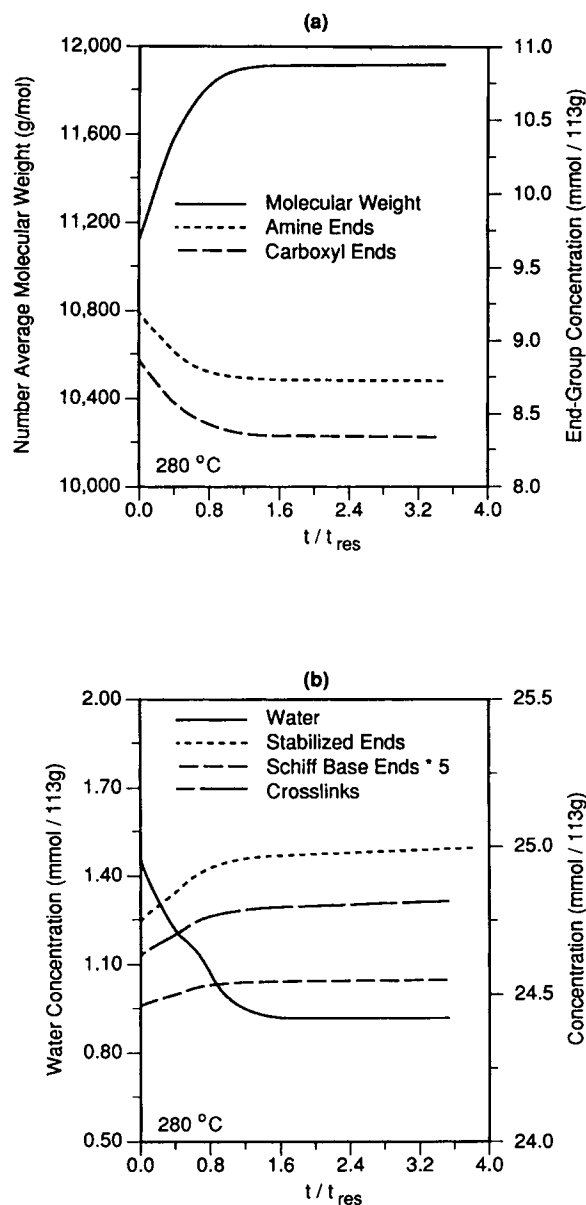 (a)
Number Average Molecular Weight (g/mol)
12,000
11,600
11,200
10,800
10,400
10,000
Molecular Weight
Amine Ends
Carboxyl Ends
280 °C
11.0
10.5
10.0
9.5
9.0
8.5
8.0
End-Group Concentration (mmol / 113g)
0.0 0.8 1.6 2.4 3.2 4.0
t / t res
(b)
Water Concentration (mmol / 113g)
2.00
1.70
1.40
1.10
0.80
0.50
Water
Stabilized Ends
Schiff Base Ends * 5
Crosslinks
280 °C
25.5
25.0
24.5
24.0
Concentration (mmol / 113g)
0.0 0.8 1.6 2.4 3.2 4.0
t / t res